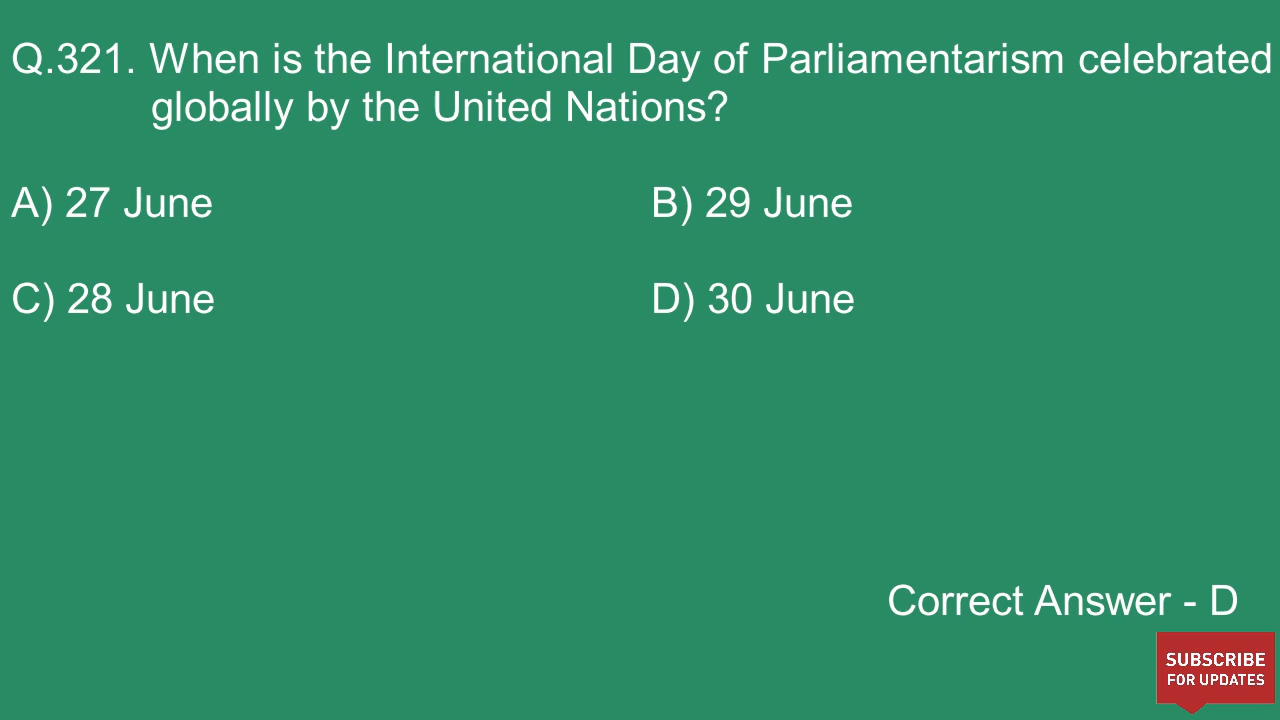 Q.321. When is the International Day of Parliamentarism celebrated
globally by the United Nations?
A) 27 June
B) 29 June
C) 28 June
D) 30 June
Correct Answer - D
SUBSCRIBE
FOR UPDATES